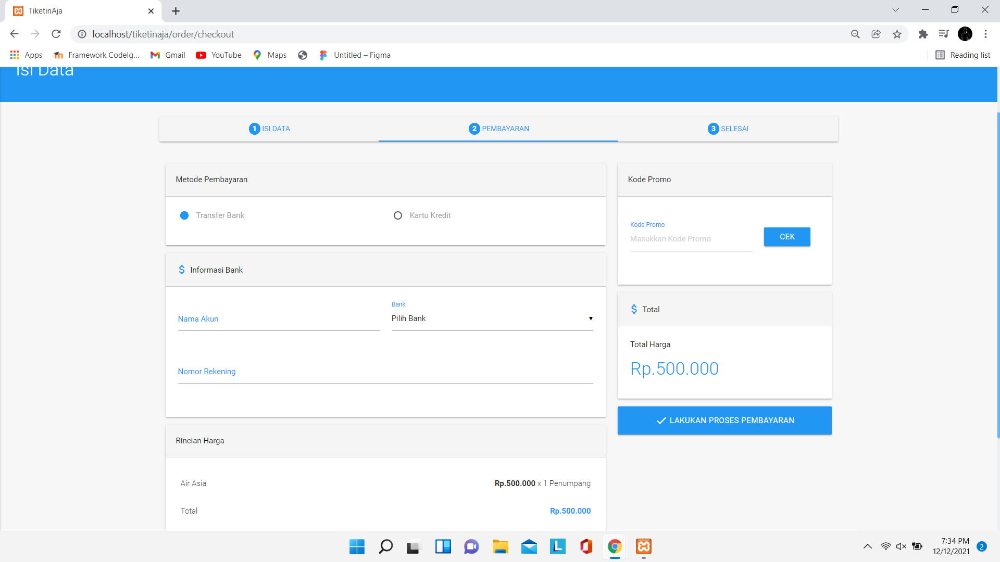 TiketinAja
localhost/tiketinaja/order/checkout
Apps
Framework CodeIg...
Gmail
YouTube
Maps
Untitled – Figma
Reading list
Isi Data
1 ISI DATA
2 PEMBAYARAN
3 SELESAI
Metode Pembayaran
Transfer Bank
Kartu Kredit
Kode Promo
Kode Promo
Masukkan Kode Promo
CEK
$ Informasi Bank
Nama Akun
Bank
Pilih Bank
Nomor Rekening
$ Total
Total Harga
Rp.500.000
LAKUKAN PROSES PEMBAYARAN
Rincian Harga
Air Asia
Rp.500.000 x 1 Penumpang
Total
Rp.500.000
7:34 PM
12/12/2021
2